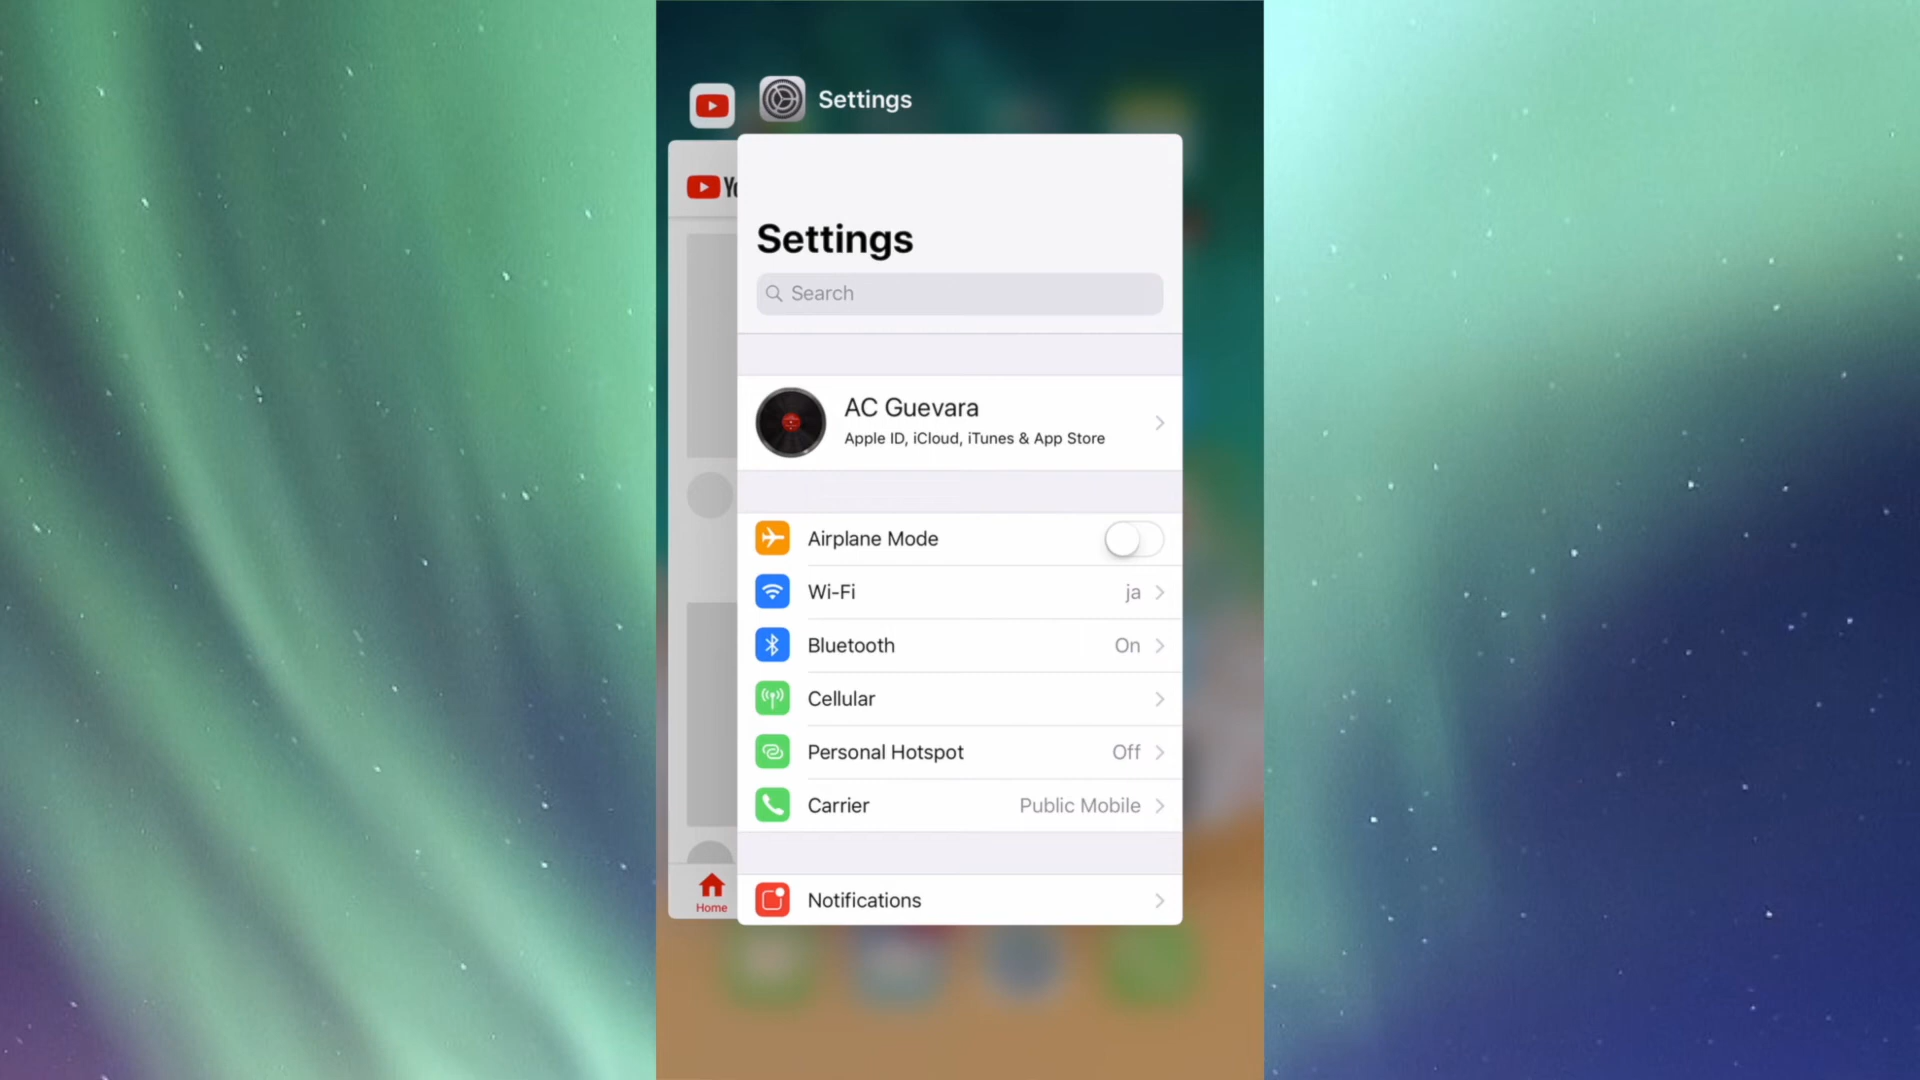 Settings
Settings
Search
AC Guevara
Apple ID, iCloud, iTunes & App Store
Airplane Mode
Wi-Fi ja
Bluetooth On
Cellular
Personal Hotspot Off
Carrier Public Mobile
Notifications
Home